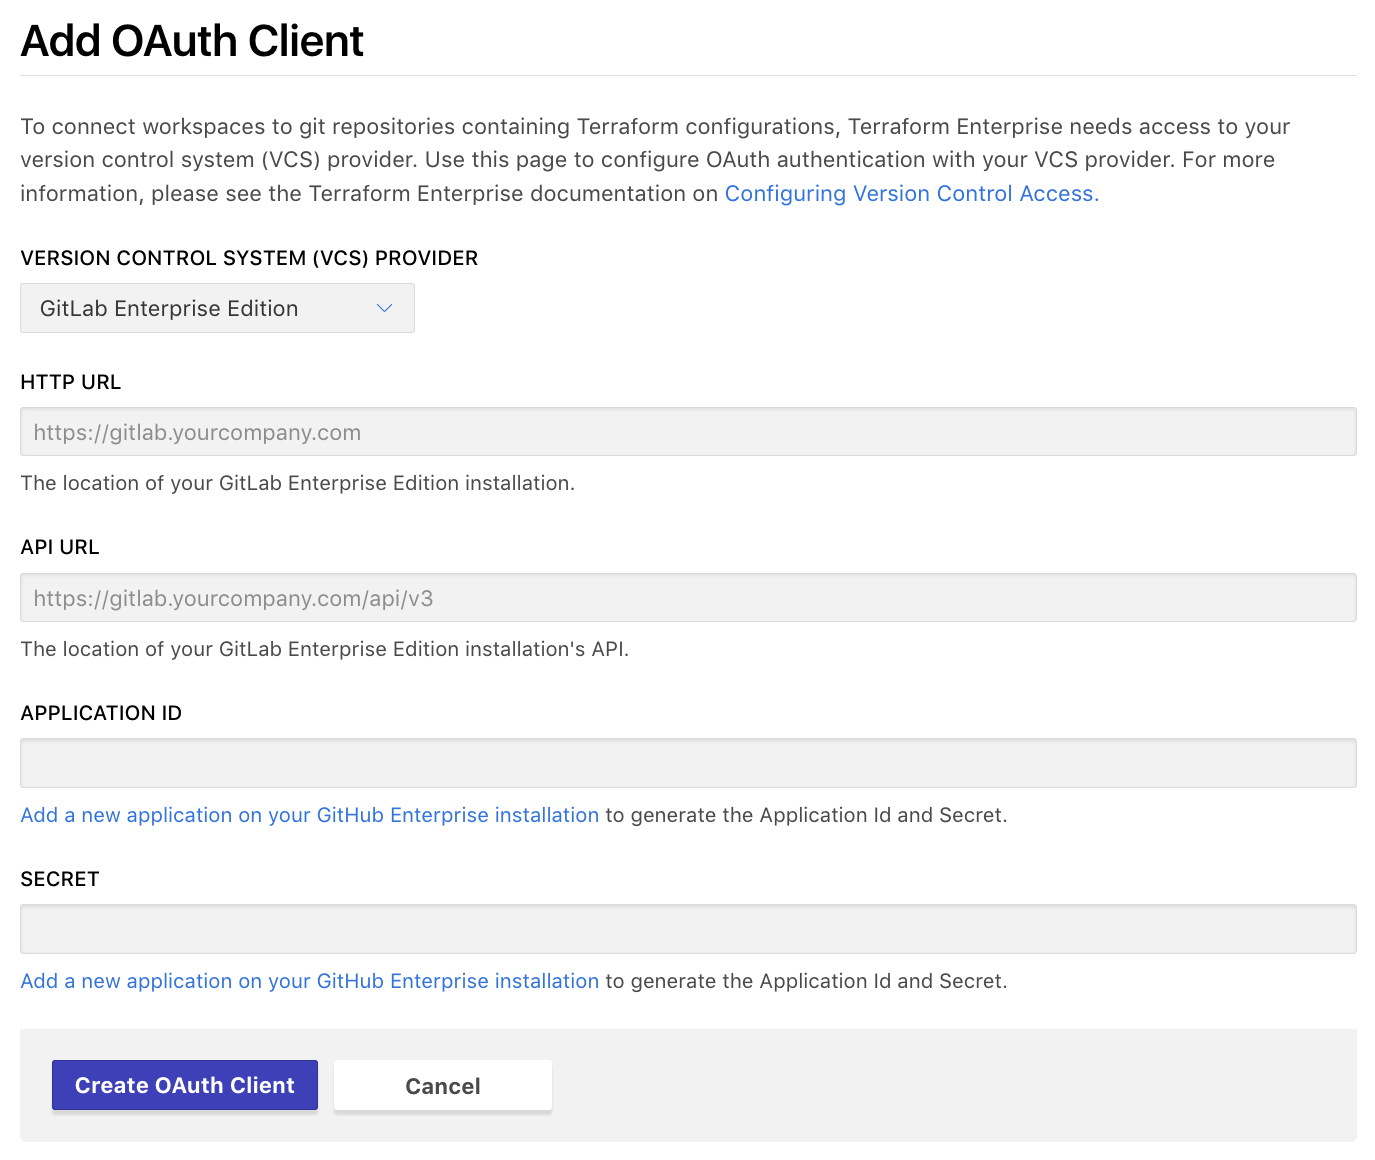 Add OAuth Client
To connect workspaces to git repositories containing Terraform configurations, Terraform Enterprise needs access to your
version control system (VCS) provider. Use this page to configure OAuth authentication with your VCS provider. For more
information, please see the Terraform Enterprise documentation on Configuring Version Control Access.
VERSION CONTROL SYSTEM (VCS) PROVIDER
GitLab Enterprise Edition
HTTP URL
https://gitlab.yourcompany.com
The location of your GitLab Enterprise Edition installation.
API URL
https://gitlab.yourcompany.com/api/v3
The location of your GitLab Enterprise Edition installation's API.
APPLICATION ID
Add a new application on your GitHub Enterprise installation to generate the Application Id and Secret.
SECRET
Add a new application on your GitHub Enterprise installation to generate the Application Id and Secret.
Create OAuth Client
Cancel